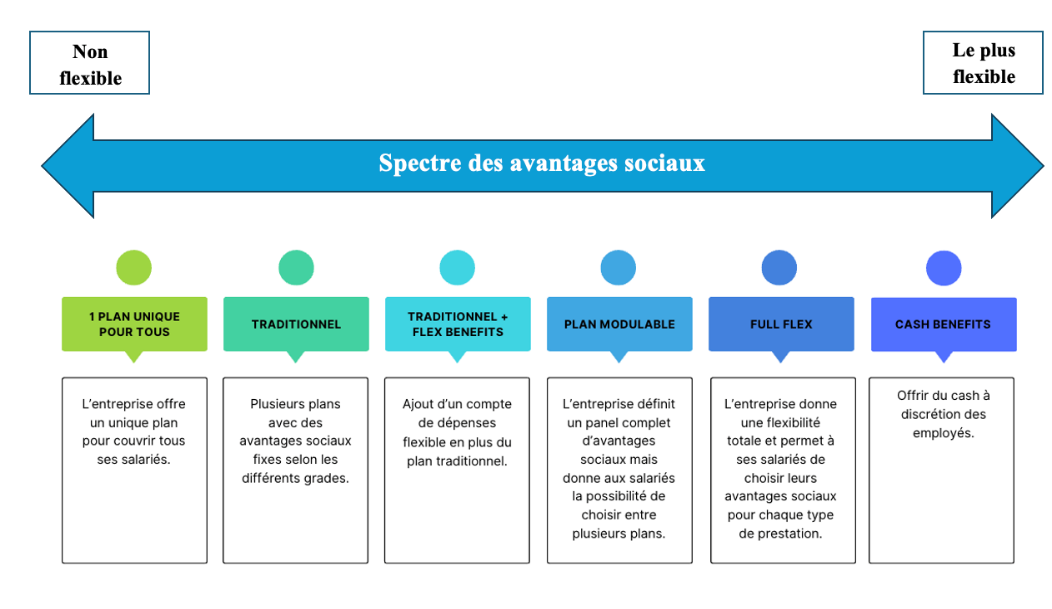 Non
flexible
Le plus
flexible
Spectre des avantages sociaux
1 PLAN UNIQUE
POUR TOUS
TRADITIONNEL
TRADITIONNEL +
FLEX BENEFITS
PLAN MODULABLE
FULL FLEX
CASH BENEFITS
L’entreprise offre
un unique plan
pour couvrir tous
ses salariés.
Plusieurs plans
avec des
avantages sociaux
fixes selon les
différents grades.
Ajout d’un compte
de dépenses
flexible en plus du
plan traditionnel.
L’entreprise définit
un panel complet
d’avantages
sociaux mais
donne aux salariés
la possibilité de
choisir entre
plusieurs plans.
L’entreprise donne
une flexibilité
totale et permet à
ses salariés de
choisir leurs
avantages sociaux
pour chaque type
de prestation.
Offrir du cash à
discrétion des
employés.